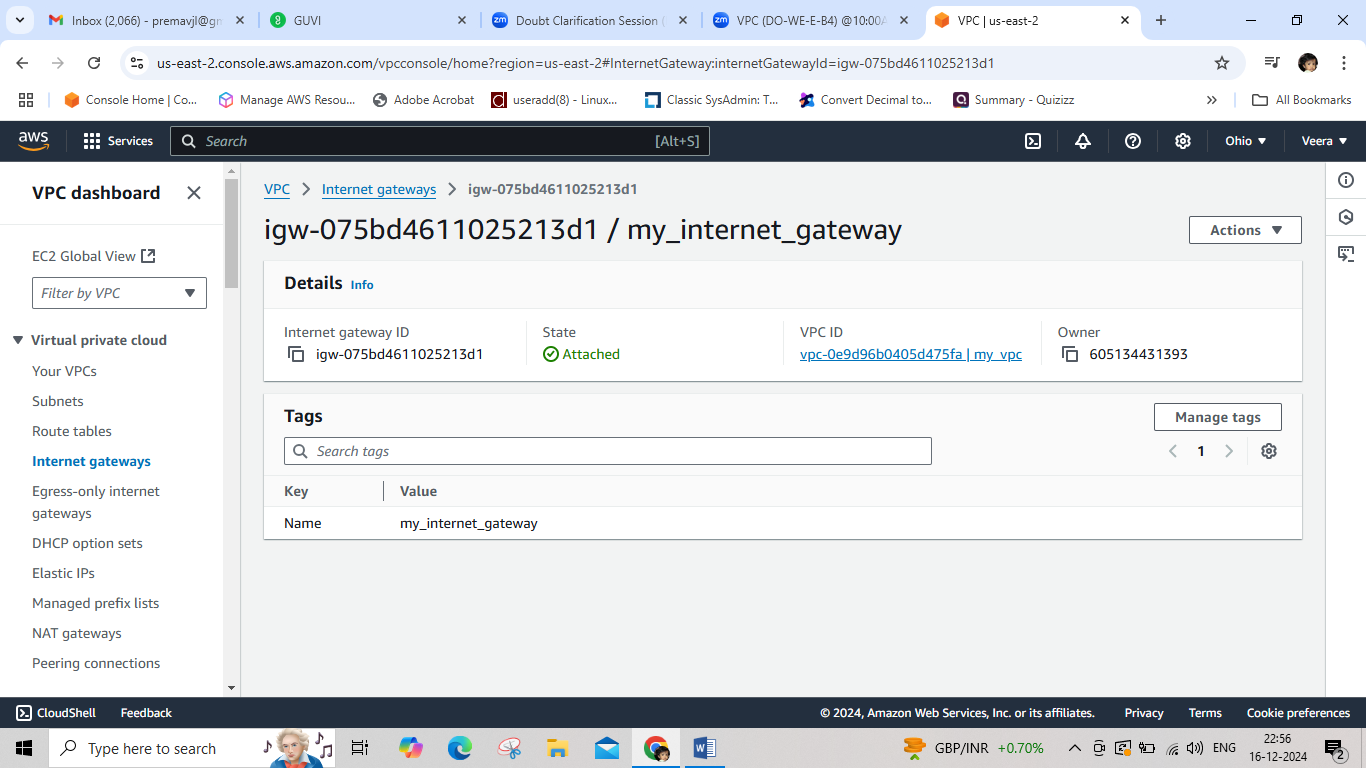 Inbox (2,066) - premavjl@gm
GUVI
Doubt Clarification Session (
VPC (DO-WE-E-B4) @10:00A
VPC | us-east-2
us-east-2.console.aws.amazon.com/vpcconsole/home?region=us-east-2#InternetGateway:internetGatewayId=igw-075bd4611025213d1
Console Home | Co...
Manage AWS Resou...
Adobe Acrobat
useradd(8) - Linux...
Classic SysAdmin: T...
Convert Decimal to...
Summary - Quizizz
All Bookmarks
aws
Services
Search
[Alt+S]
Ohio
Veera
VPC dashboard
EC2 Global View
Filter by VPC
Virtual private cloud
Your VPCs
Subnets
Route tables
Internet gateways
Egress-only internet
gateways
DHCP option sets
Elastic IPs
Managed prefix lists
NAT gateways
Peering connections
VPC
Internet gateways
igw-075bd4611025213d1
igw-075bd4611025213d1 / my_internet_gateway
Actions
Details Info
Internet gateway ID
igw-075bd4611025213d1
State
Attached
VPC ID
vpc-0e9d96b0405d475fa | my_vpc
Owner
605134431393
Tags
Manage tags
Search tags
1
Key
Value
Name
my_internet_gateway
CloudShell
Feedback
© 2024, Amazon Web Services, Inc. or its affiliates.
Privacy
Terms
Cookie preferences
Type here to search
GBP/INR +0.70%
ENG
22:56
16-12-2024
2